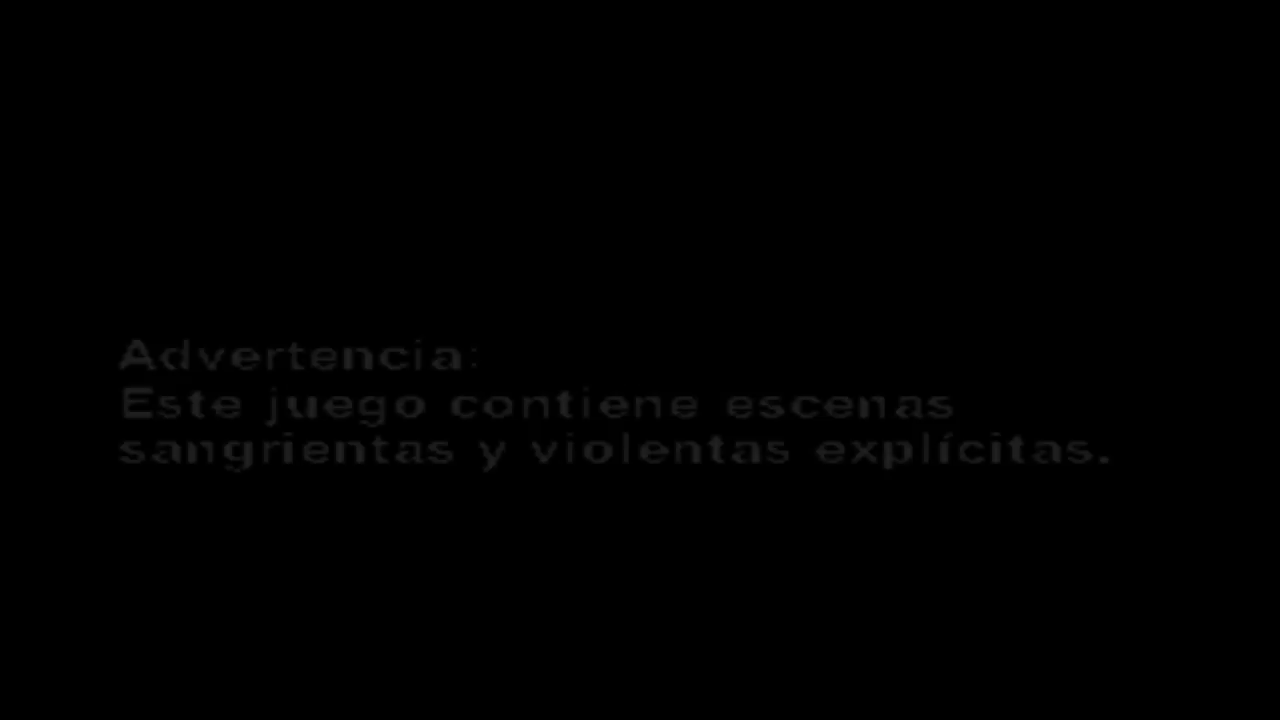 Advertencia:
Este juego contiene escenas
sangrientas y violentas explícitas.